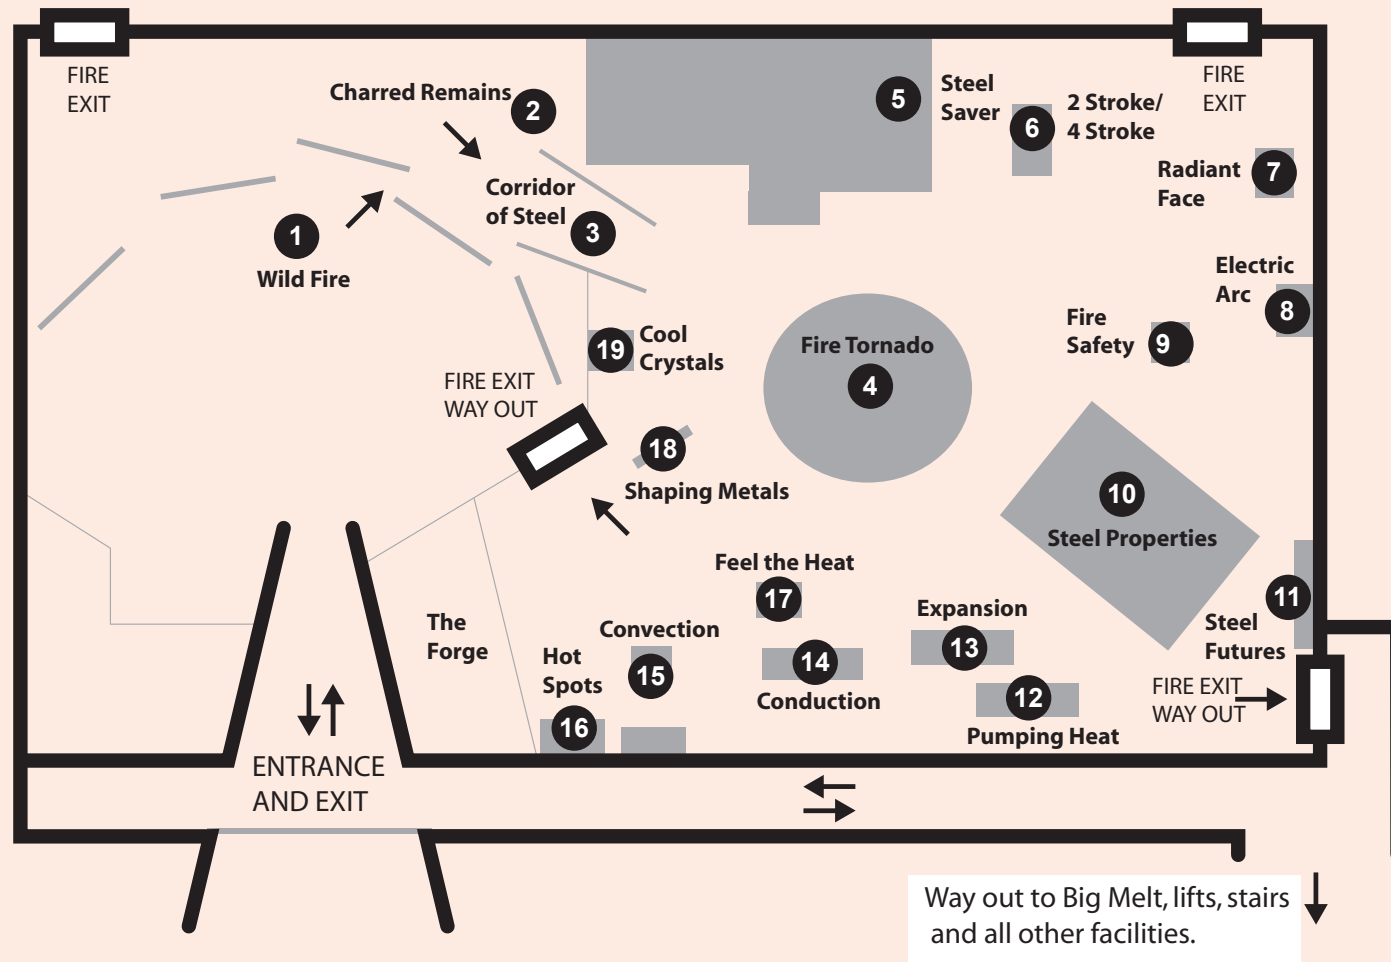 FIRE
EXIT
FIRE
EXIT
Charred Remains
2
5
Steel
Saver
6
2 Stroke/
4 Stroke
Radiant
Face
7
Corridor
of Steel
3
1
Wild Fire
Electric
Arc
8
Fire
Safety
9
19
Cool
Crystals
Fire Tornado
4
FIRE EXIT
WAY OUT
18
Shaping Metals
10
Steel Properties
11
Steel
Futures
Feel the Heat
17
Expansion
13
The
Forge
Convection
15
Hot
Spots
16
14
Conduction
12
Pumping Heat
FIRE EXIT
WAY OUT
ENTRANCE
AND EXIT
Way out to Big Melt, lifts, stairs
and all other facilities.